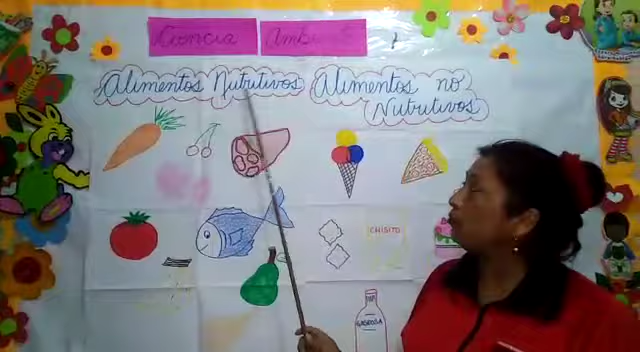 Ciencia Ambiente
Alimentos Nutritivos
Alimentos no
Nutritivos
CHISITO
GASEOSA